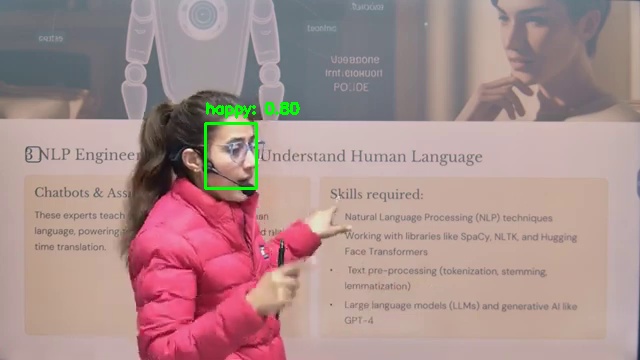 happy: 0.80
3 NLP Engineer Understand Human Language
Chatbots & Ass
These experts teach
language, powering
time translation.
Skills required:
Natural Language Processing (NLP) techniques
Working with libraries like SpaCy, NLTK, and Hugging
Face Transformers
• Text pre-processing (tokenization, stemming,
lemmatization)
• Large language models (LLMs) and generative AI like
GPT-4